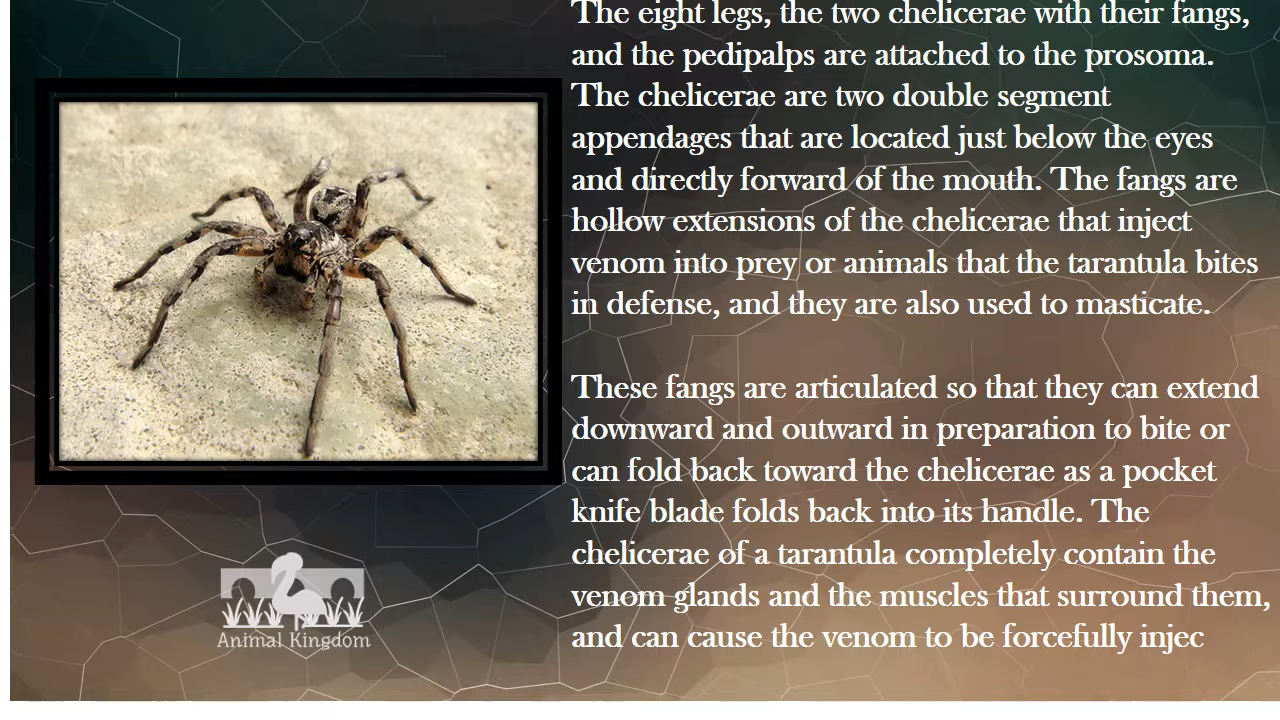 The eight legs, the two chelicerae with their fangs,
and the pedipalps are attached to the prosoma.
The chelicerae are two double segment
appendages that are located just below the eyes
and directly forward of the mouth. The fangs are
hollow extensions of the chelicerae that inject
venom into prey or animals that the tarantula bites
in defense, and they are also used to masticate.
These fangs are articulated so that they can extend
downward and outward in preparation to bite or
can fold back toward the chelicerae as a pocket
knife blade folds back into its handle. The
chelicerae of a tarantula completely contain the
venom glands and the muscles that surround them,
and can cause the venom to be forcefully injec
Animal Kingdom